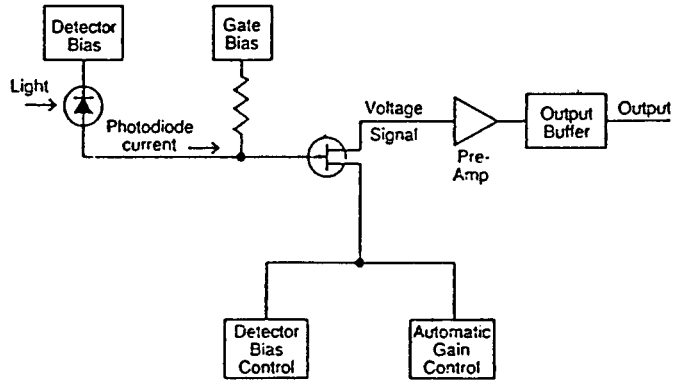 Detector
Bias
Gate
Bias
Light
Photodiode
current
Voltage
Signal
Pre-
Amp
Output
Buffer
Output
Detector
Bias
Control
Automatic
Gain
Control